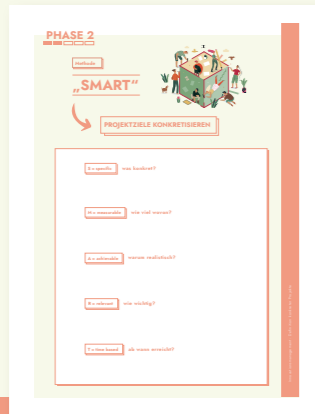 PHASE 2
Methode
„SMART“
PROJEKTZIELE KONKRETISIEREN
S = specific was konkret?
M = measurable wie viel wovon?
A = attainable warum realistisch?
R = relevant wie wichtig?
T = time bound ab wann erreicht?